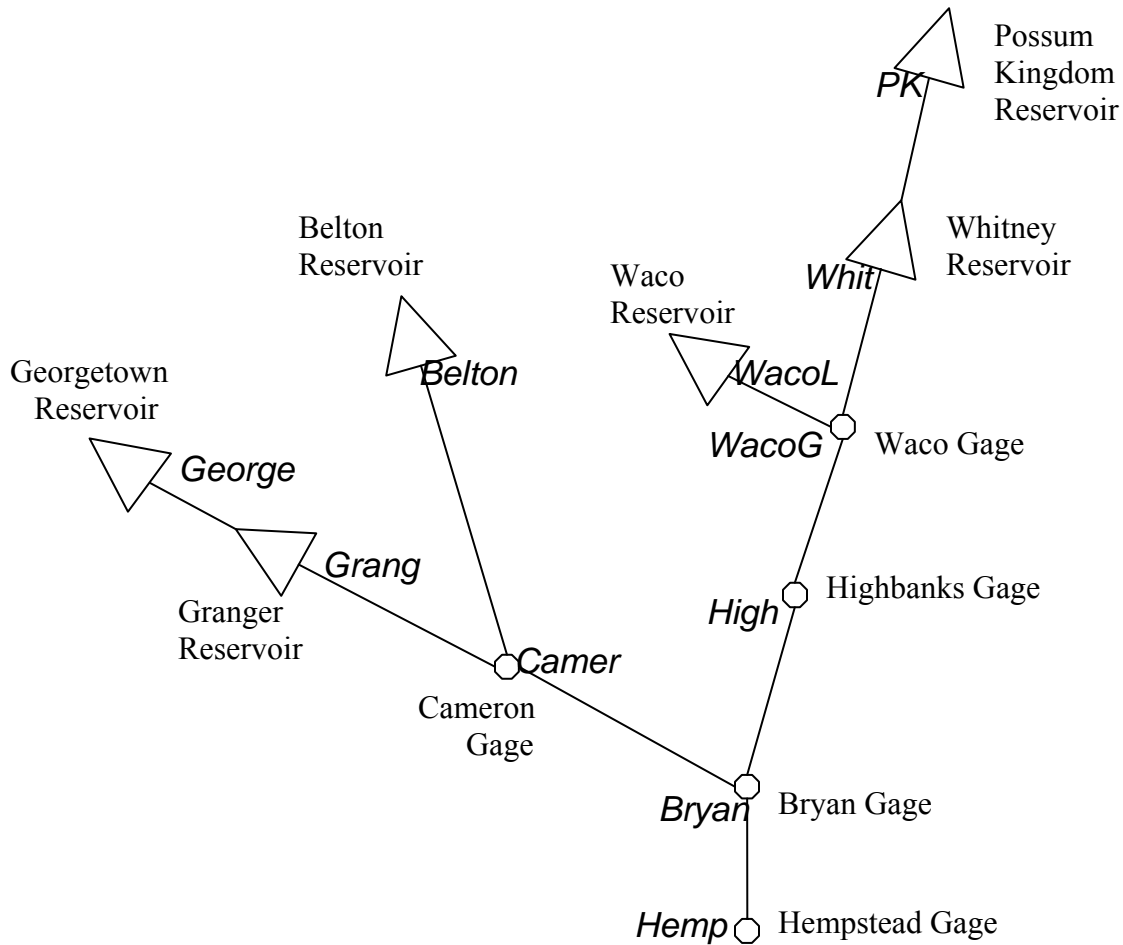 Possum
Kingdom
Reservoir
PK
Belton
Reservoir
Whitney
Reservoir
Whit
Waco
Reservoir
Georgetown
Reservoir
Belton
WacoL
WacoG
Waco Gage
George
Grang
Granger
Reservoir
High
Highbanks Gage
Camer
Cameron
Gage
Bryan
Bryan Gage
Hemp
Hempstead Gage